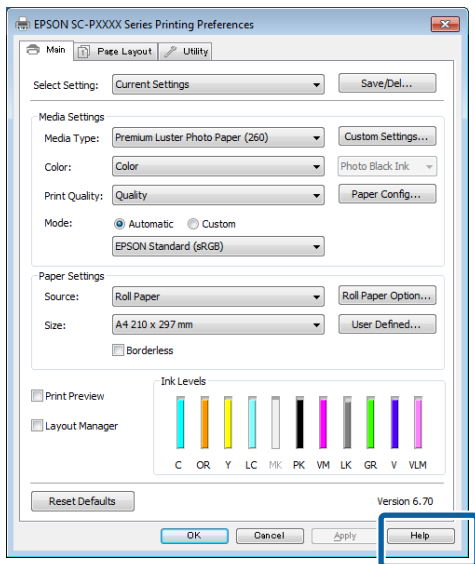 EPSON SC-PXXXX Series Printing Preferences
Main Page Layout Utility
Select Setting: Current Settings Save/Del...
Media Settings
Media Type: Premium Luster Photo Paper (260) Custom Settings...
Color: Color Photo Black Ink
Print Quality: Quality Paper Config...
Mode: Automatic Custom
EPSON Standard (sRGB)
Paper Settings
Source: Roll Paper Roll Paper Option...
Size: A4 210 x 297 mm User Defined...
Borderless
Ink Levels
Print Preview
Layout Manager
C OR Y LC MK PK VM LK GR V VLM
Reset Defaults Version 6.70
OK Cancel Apply Help